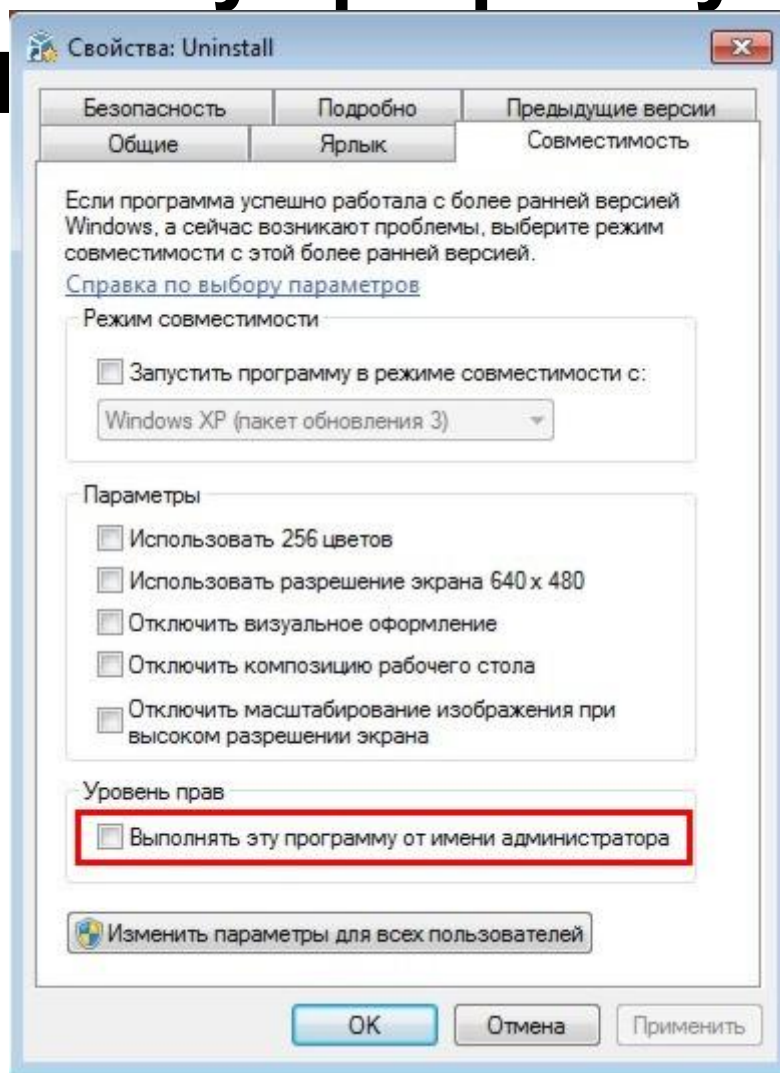 Свойства: Uninstall
Безопасность Подробно Предыдущие версии
Общие Ярлык Совместимость
Если программа успешно работала с более ранней версией
Windows, а сейчас возникают проблемы, выберите режим
совместимости с этой более ранней версией.
Справка по выбору параметров
Режим совместимости
Запустить программу в режиме совместимости с:
Windows XP (пакет обновления 3)
Параметры
Использовать 256 цветов
Использовать разрешение экрана 640 x 480
Отключить визуальное оформление
Отключить композицию рабочего стола
Отключить масштабирование изображения при
высоком разрешении экрана
Уровень прав
Выполнять эту программу от имени администратора
Изменить параметры для всех пользователей
OK Отмена Применить